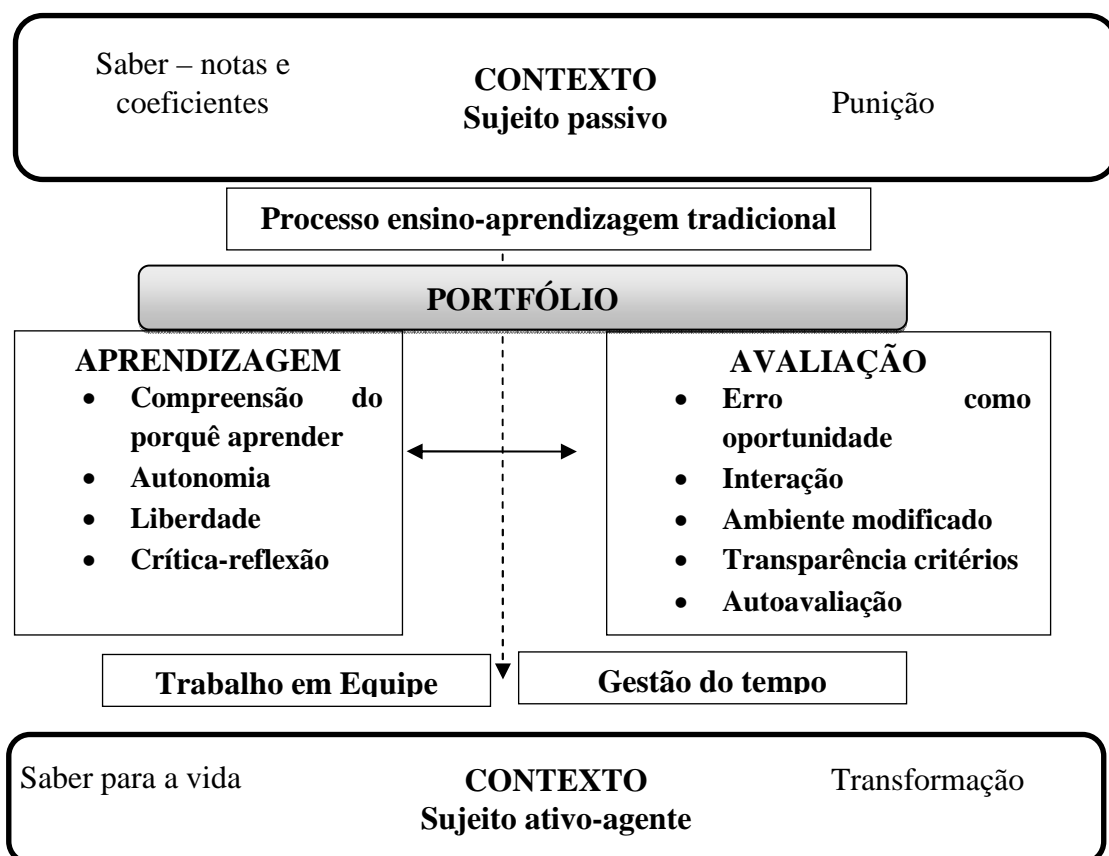 Saber – notas e
coeficientes
CONTEXTO
Sujeito passivo
Punição
Processo ensino-aprendizagem tradicional
PORTFÓLIO
APRENDIZAGEM
• Compreensão do
porquê aprender
• Autonomia
• Liberdade
• Crítica-reflexão
AVALIAÇÃO
• Erro como
oportunidade
• Interação
• Ambiente modificado
• Transparência critérios
• Autoavaliação
Trabalho em Equipe
Gestão do tempo
Saber para a vida
CONTEXTO
Sujeito ativo-agente
Transformação